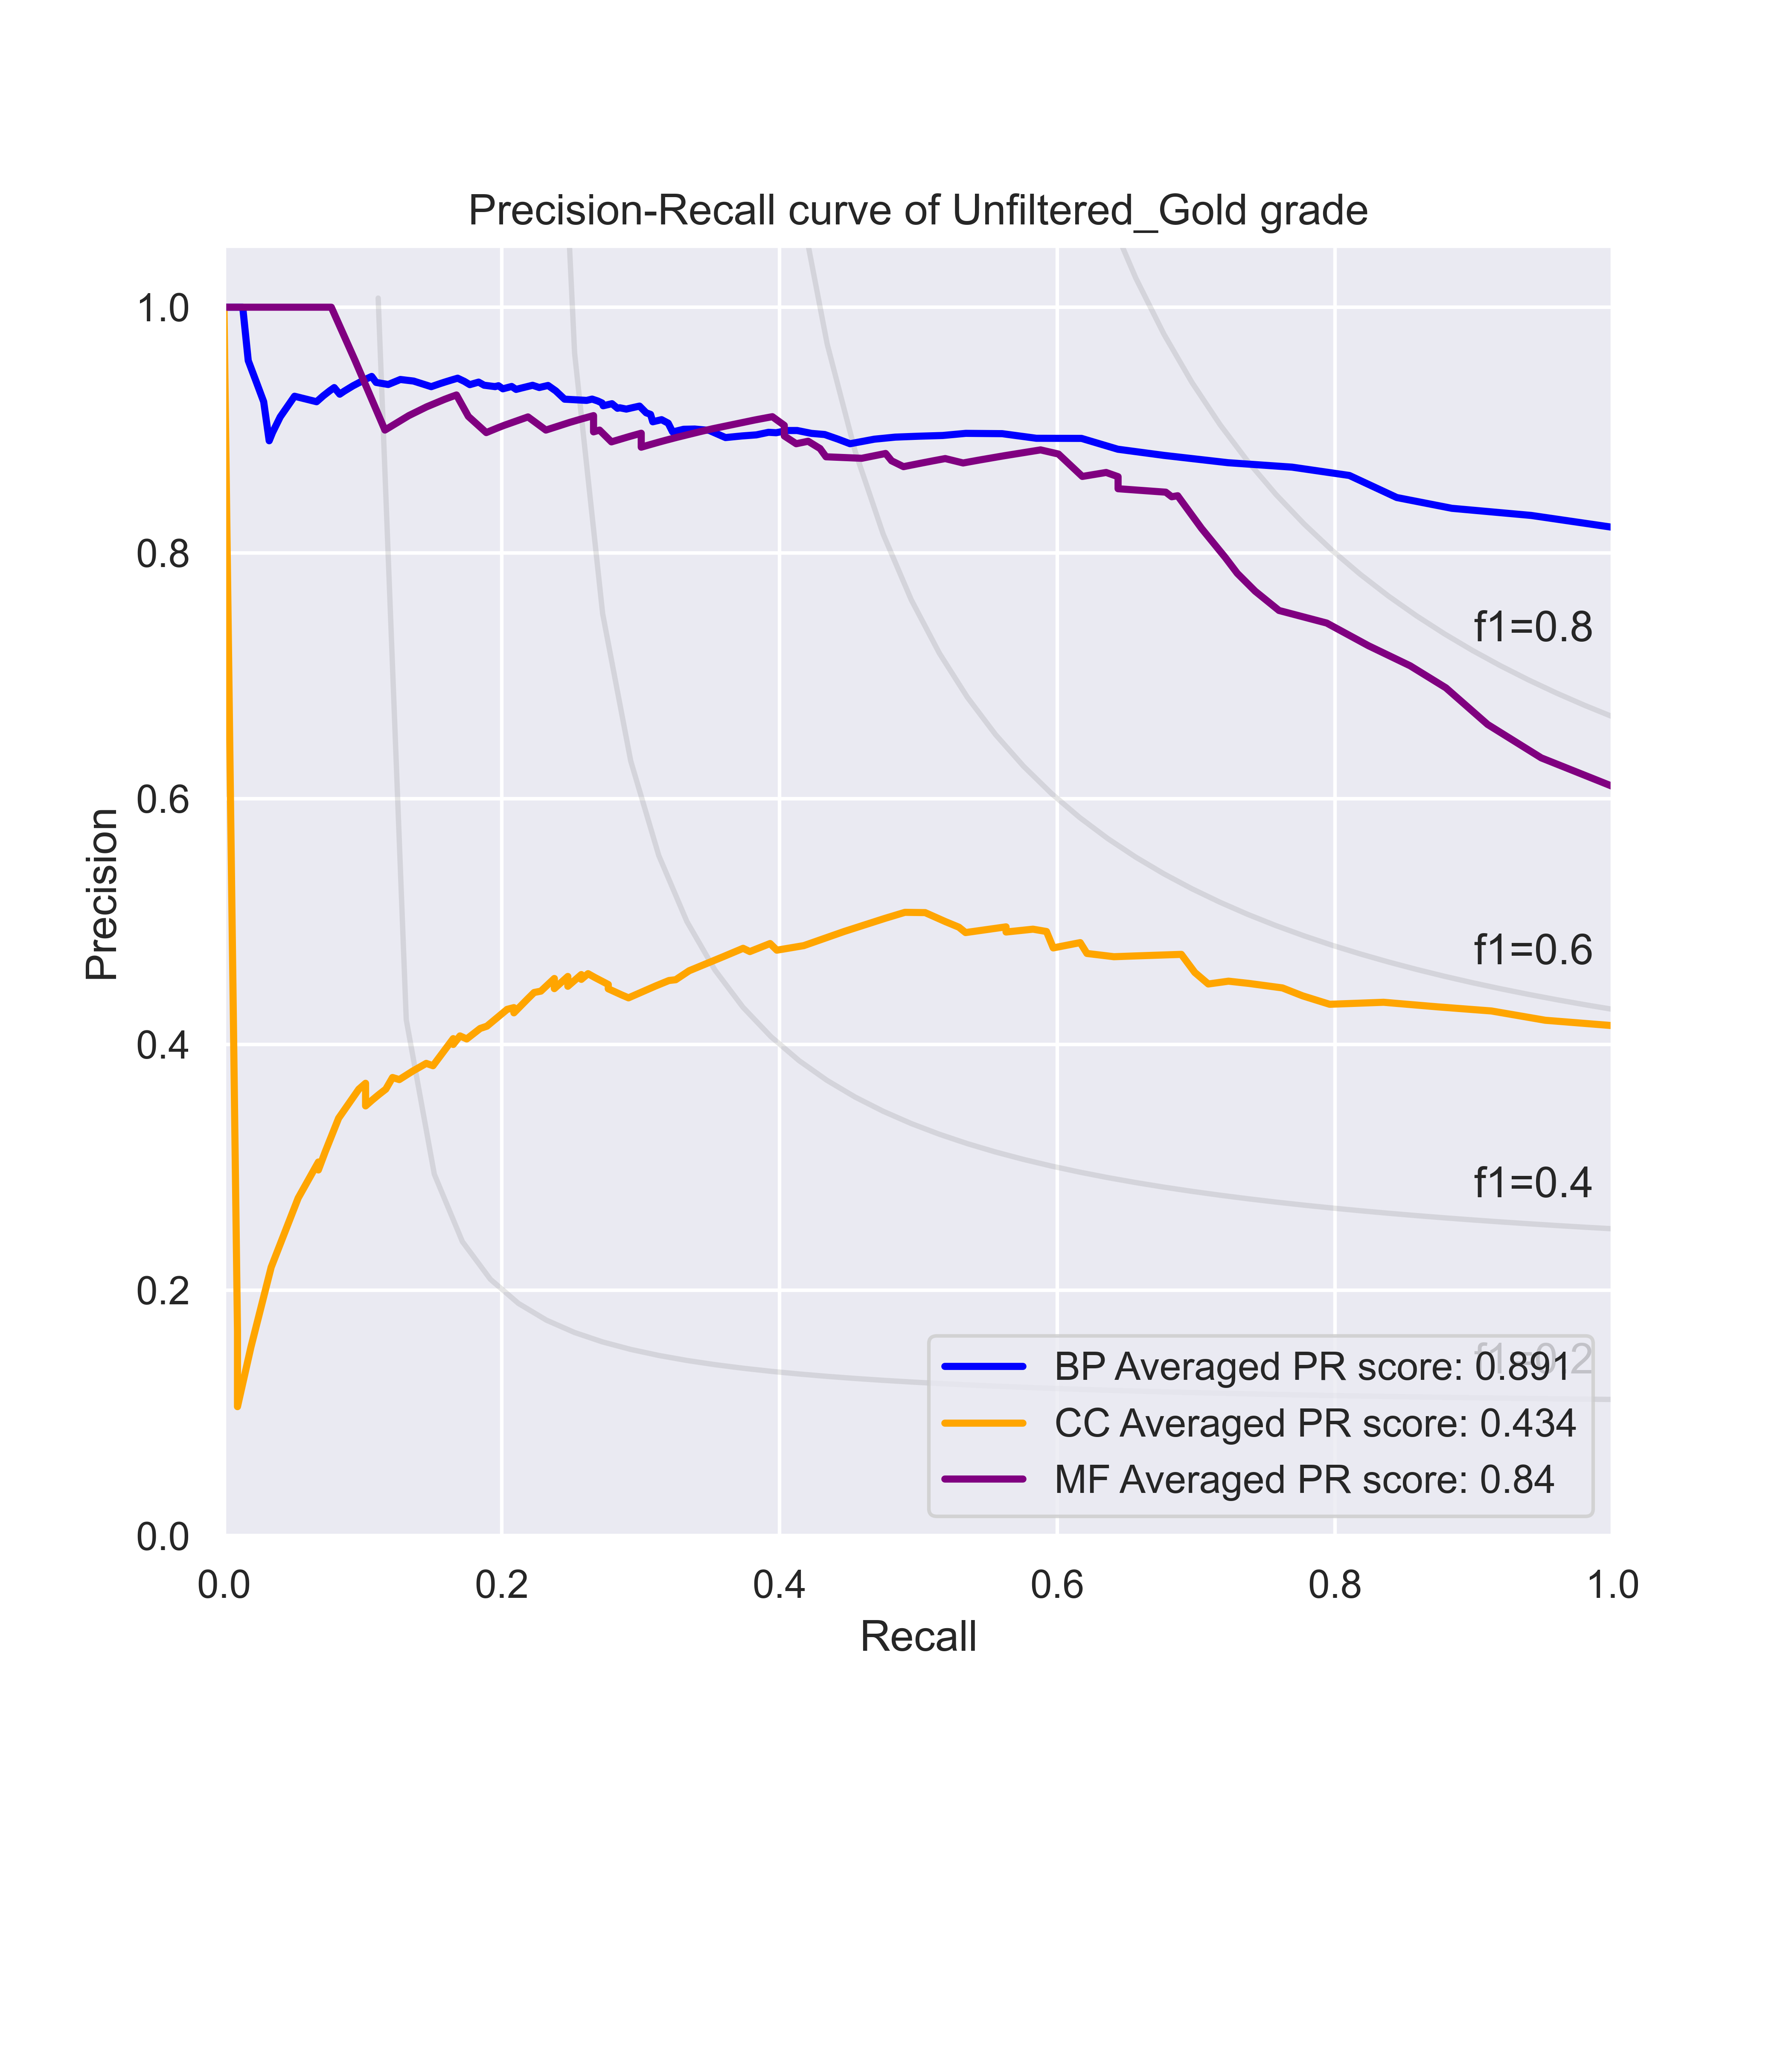 Precision-Recall curve of Unfiltered_Gold grade
1.0
0.8
0.6
0.4
0.2
0.0
Precision
f1=0.8
f1=0.6
f1=0.4
f1=0.2
BP Averaged PR score: 0.891
CC Averaged PR score: 0.434
MF Averaged PR score: 0.84
0.0 0.2 0.4 0.6 0.8 1.0
Recall